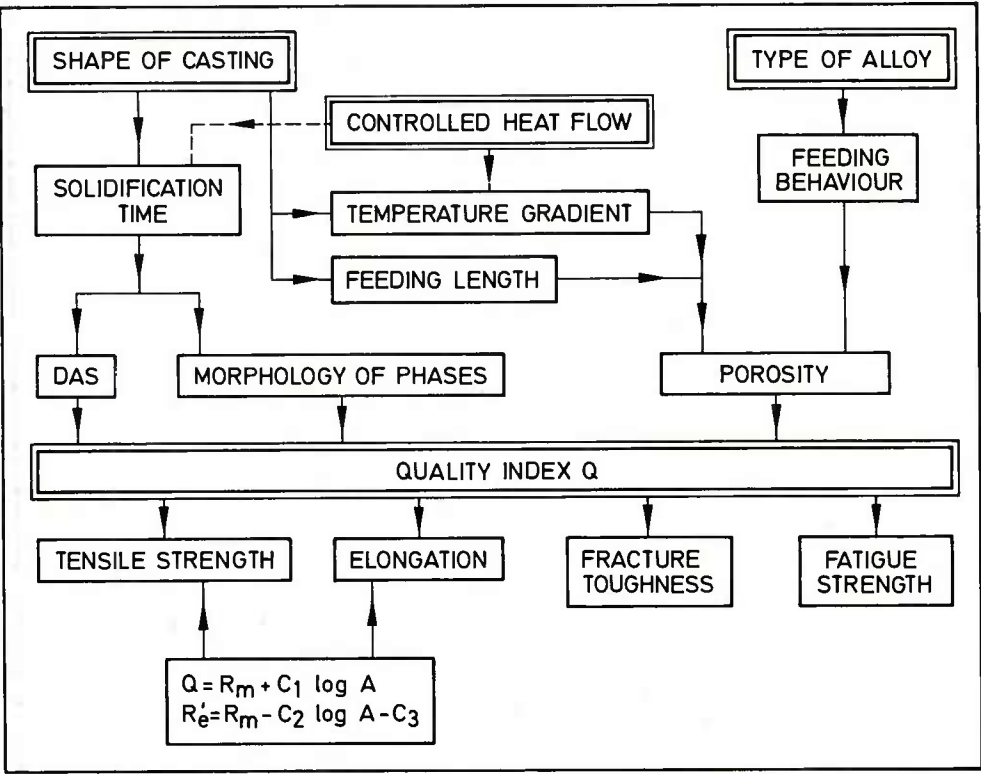 SHAPE OF CASTING
TYPE OF ALLOY
CONTROLLED HEAT FLOW
FEEDING
BEHAVIOUR
SOLIDIFICATION
TIME
TEMPERATURE GRADIENT
FEEDING LENGTH
DAS
MORPHOLOGY OF PHASES
POROSITY
QUALITY INDEX Q
TENSILE STRENGTH
ELONGATION
FRACTURE
TOUGHNESS
FATIGUE
STRENGTH
Q = Rm + C1 log A
Re' = Rm - C2 log A - C3